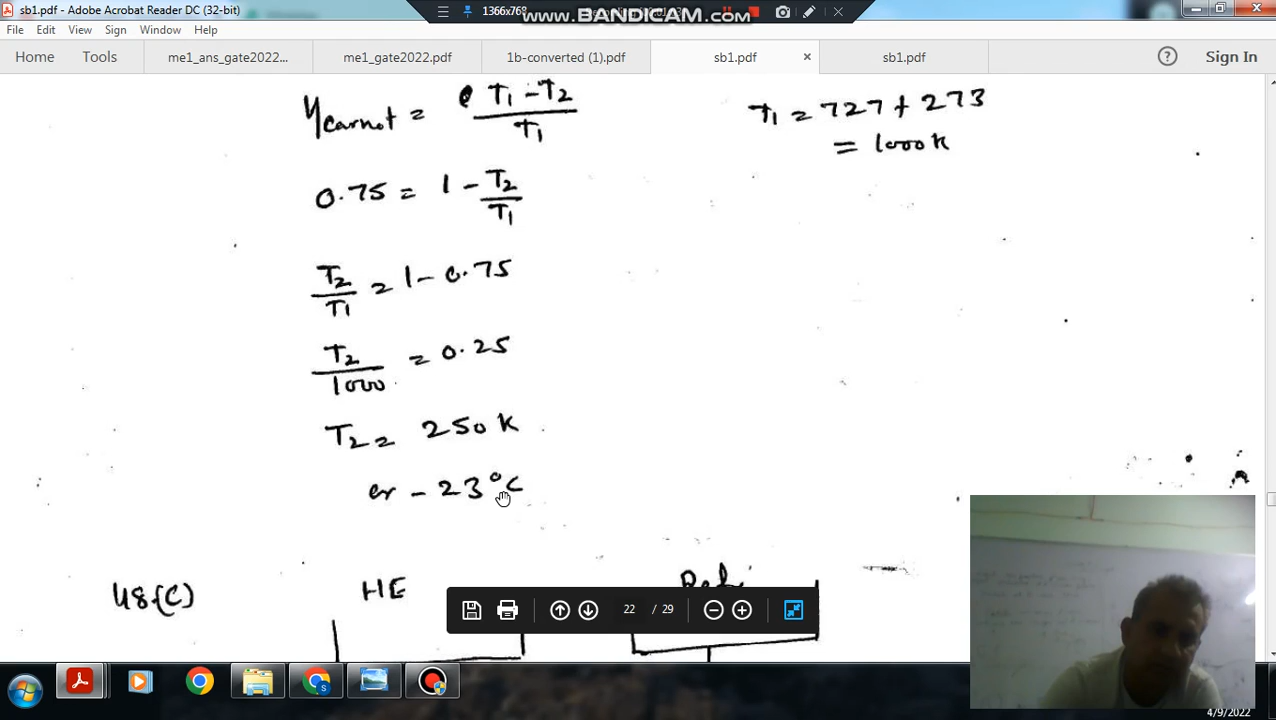 sb1.pdf - Adobe Acrobat Reader DC (32-bit)
1366x768
www.BANDICAM.com
File Edit View Sign Window Help
Home Tools me1_ans_gate2022... me1_gate2022.pdf 1b-converted (1).pdf sb1.pdf × sb1.pdf Sign In
ηcarnot = T1 - T2 / T1
T1 = 727 + 273
= 1000 K
0.75 = 1 - T2 / T1
T2 / T1 = 1 - 0.75
T2 / 1000 = 0.25
T2 = 250 K
or - 23°C
48(C) HE
22 / 29
4/9/2022